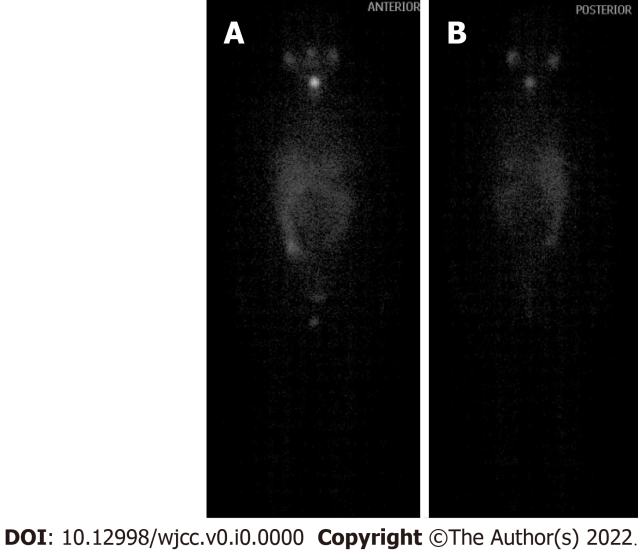 ANTERIOR
POSTERIOR
A
B
DOI: 10.12998/wjcc.v0.i0.0000 Copyright ©The Author(s) 2022.